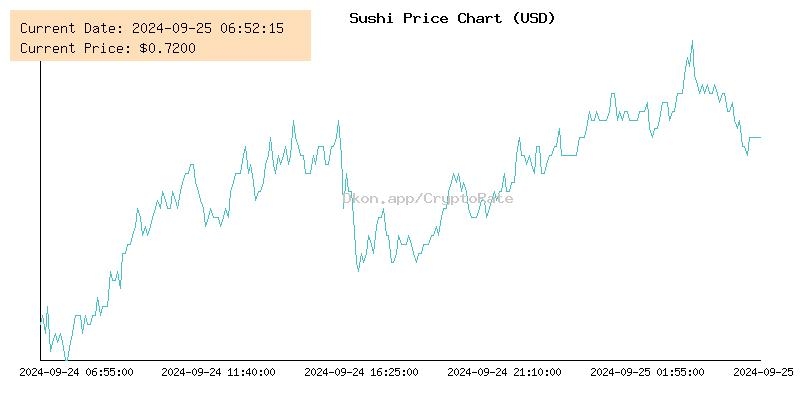 Sushi Price Chart (USD)
Current Date: 2024-09-25 06:52:15
Current Price: $0.7200
Dkon.app/CryptoRate
2024-09-24 06:55:00 2024-09-24 11:40:00 2024-09-24 16:25:00 2024-09-24 21:10:00 2024-09-25 01:55:00 2024-09-25